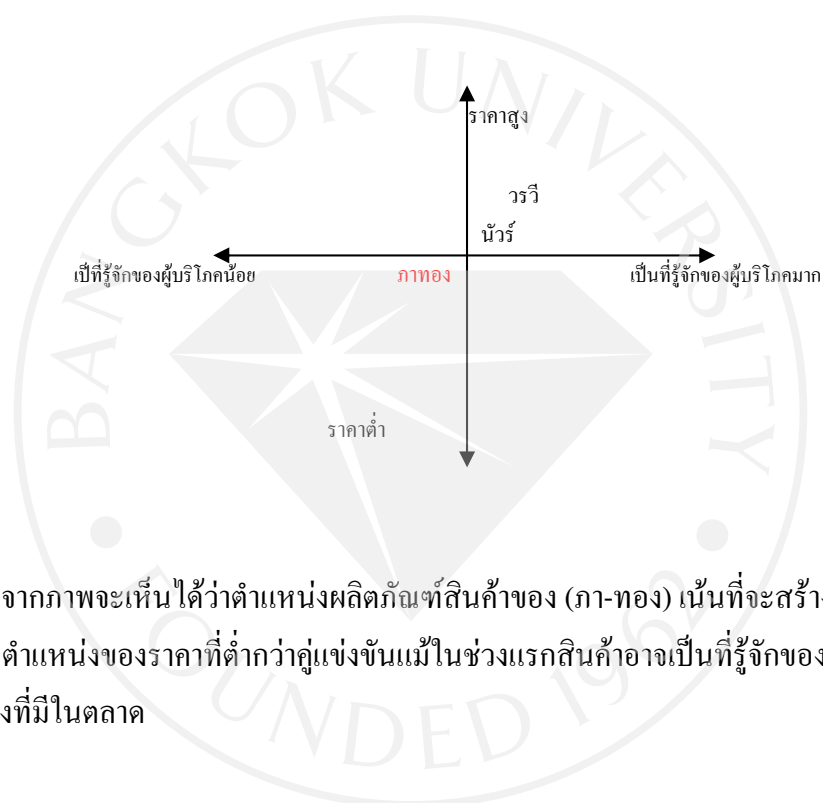 BANGKOK UNIVERSITY
ราคาสูง
วรวี
นัวร์
เป็ที่รู้จักของผู้บริโภคน้อย ภาทอง เป็นที่รู้จักของผู้บริโภคมาก
ราคาต่ำ
จากภาพจะเห็นได้ว่าตำแหน่งผลิตภัณฑ์สินค้าของ (ภา-ทอง) เน้นที่จะสร้าง
ตำแหน่งของราคาที่ต่ำกว่าคู่แข่งขันแม้ในช่วงแรกสินค้าอาจเป็นที่รู้จักของ
ที่มีในตลาด
FOUNDED 1962